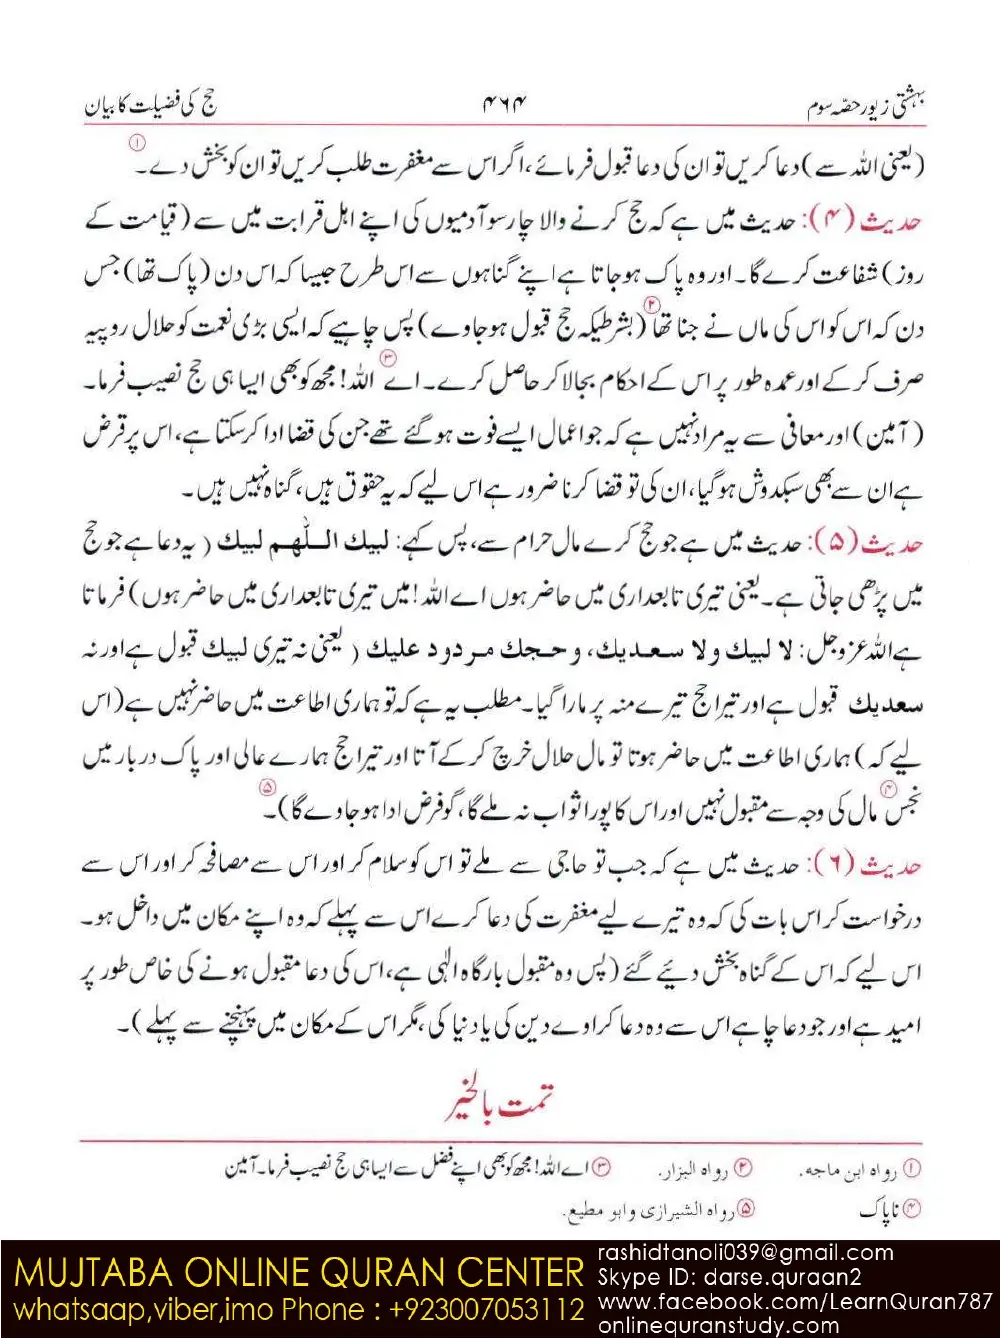 بہشتی زیور حصّہ سوم ۴۶۴ حج کی فضیلت کا بیان
(یعنی اللہ سے) دعا کریں تو ان کی دعا قبول فرمائے، اگر اس سے مغفرت طلب کریں تو ان کو بخش دے۔ ①
حدیث (۴): حدیث میں ہے کہ حج کرنے والا چار سو آدمیوں کی اپنے اہل قرابت میں سے (قیامت کے
روز) شفاعت کرے گا۔ اور وہ پاک ہو جاتا ہے اپنے گناہوں سے اس طرح جیسا کہ اس دن (پاک تھا) جس
دن کہ اس کو اس کی ماں نے جنا تھا ② (بشرطیکہ حج قبول ہو جاوے) پس چاہیے کہ ایسی بڑی نعمت کو حلال روپیہ
صرف کر کے اور عمدہ طور پر اس کے احکام بجا لا کر حاصل کرے۔ اے ③ اللہ! مجھ کو بھی ایسا ہی حج نصیب فرما۔
(آمین) اور معافی سے یہ مراد نہیں ہے کہ جو اعمال ایسے فوت ہو گئے تھے جن کی قضا ادا کر سکتا ہے، اس پر قرض
ہے ان سے بھی سبکدوش ہو گیا، ان کی تو قضا کرنا ضرور ہے اس لیے کہ یہ حقوق ہیں، گناہ نہیں ہیں۔
حدیث (۵): حدیث میں ہے جو حج کرے مال حرام سے، پس کہے: لبيك اللّٰهم لبيك (یہ دعا ہے جو حج
میں پڑھی جاتی ہے۔ یعنی تیری تابعداری میں حاضر ہوں اے اللہ! میں تیری تابعداری میں حاضر ہوں) فرماتا
ہے اللہ عز و جل: لا لبيك ولا سعديك، وحجك مردود عليك (یعنی نہ تیری لبيك قبول ہے اور نہ
سعديك قبول ہے اور تیرا حج تیرے منہ پر مارا گیا۔ مطلب یہ ہے کہ تو ہماری اطاعت میں حاضر نہیں ہے (اس
لیے کہ) ہماری اطاعت میں حاضر ہوتا تو مال حلال خرچ کر کے آتا اور تیرا حج ہمارے عالی اور پاک دربار میں
نجس ④ مال کی وجہ سے مقبول نہیں اور اس کا پورا ثواب نہ ملے گا، گو فرض ادا ہو جاوے گا)۔ ⑤
حدیث (۶): حدیث میں ہے کہ جب تو حاجی سے ملے تو اس کو سلام کر اور اس سے مصافحہ کر اور اس سے
درخواست کر اس بات کی کہ وہ تیرے لیے مغفرت کی دعا کرے اس سے پہلے کہ وہ اپنے مکان میں داخل ہو۔
اس لیے کہ اس کے گناہ بخش دیئے گئے (پس وہ مقبول بارگاہ الٰہی ہے، اس کی دعا مقبول ہونے کی خاص طور پر
امید ہے اور جو دعا چاہے اس سے وہ دعا کراوے دین کی یا دنیا کی، مگر اس کے مکان میں پہنچنے سے پہلے)۔
تمت بالخیر
① رواہ ابن ماجه. ② رواہ البزار. ③ اے اللہ! مجھ کو بھی اپنے فضل سے ایسا ہی حج نصیب فرما۔ آمین
④ ناپاک ⑤ رواہ الشیرازی وابو مطیع.
MUJTABA ONLINE QURAN CENTER
whatsaap,viber,imo Phone : +923007053112
rashidtanoli039@gmail.com
Skype ID: darse.quraan2
www.facebook.com/LearnQuran787
onlinequranstudy.com